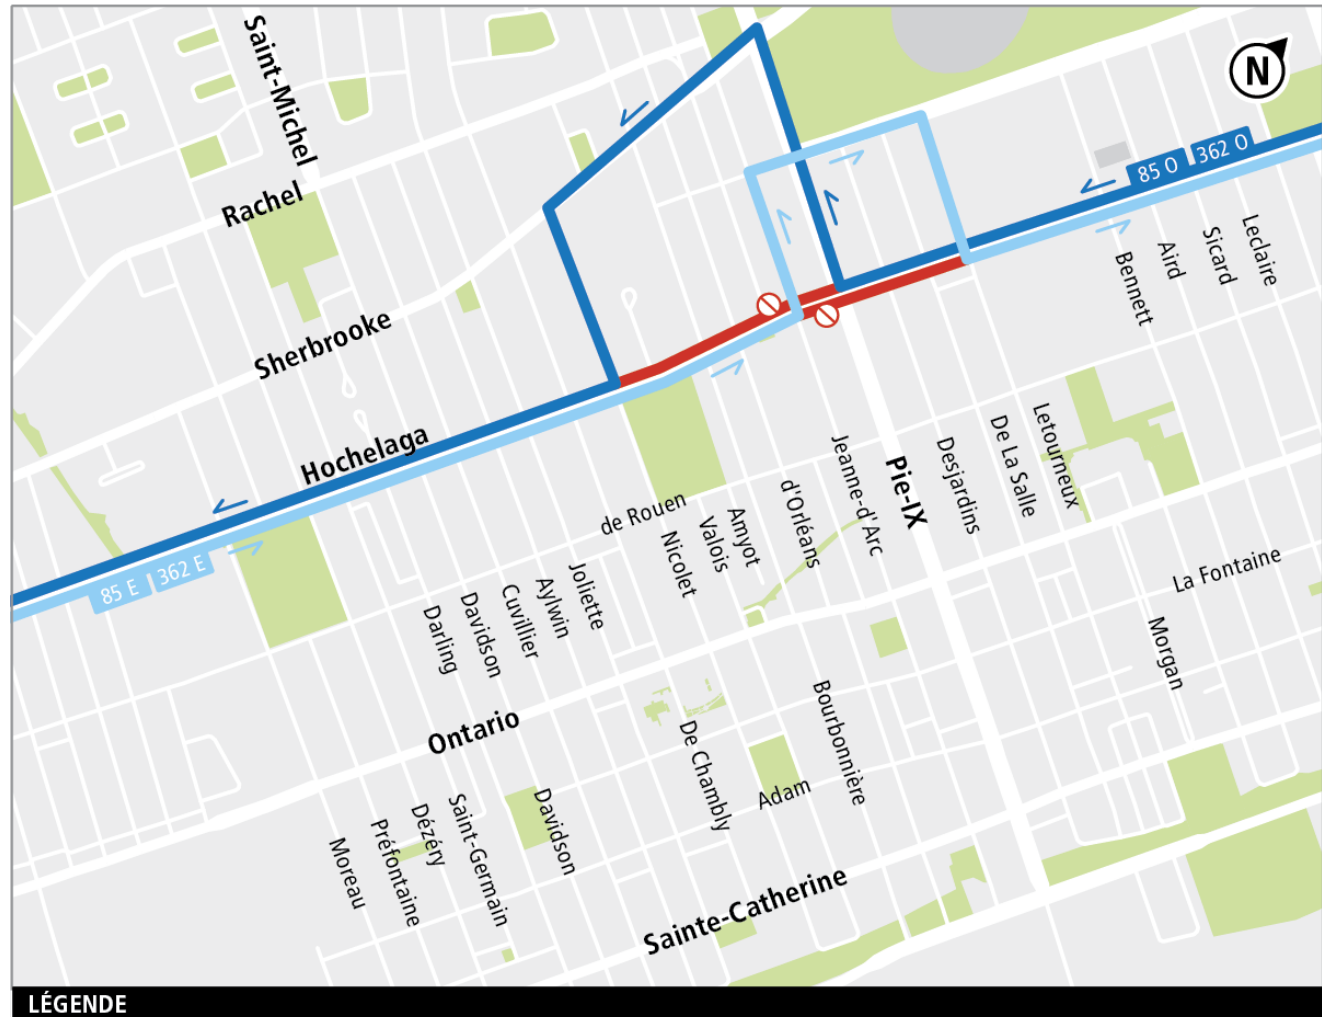 Saint-Michel
N
Rachel
85 O
362 O
Leclaire
Sicard
Aird
Bennett
Sherbrooke
Hochelaga
Letourneux
De La Salle
Desjardins
Pie-IX
Jeanne-d'Arc
d'Orléans
Amyot
Valois
Nicolet
de Rouen
85 E
362 E
Joliette
Aylwin
Cuvillier
Davidson
Darling
La Fontaine
Morgan
Ontario
De Chambly
Bourbonnière
Adam
Davidson
Saint-Germain
Dézéry
Préfontaine
Moreau
Sainte-Catherine
LÉGENDE